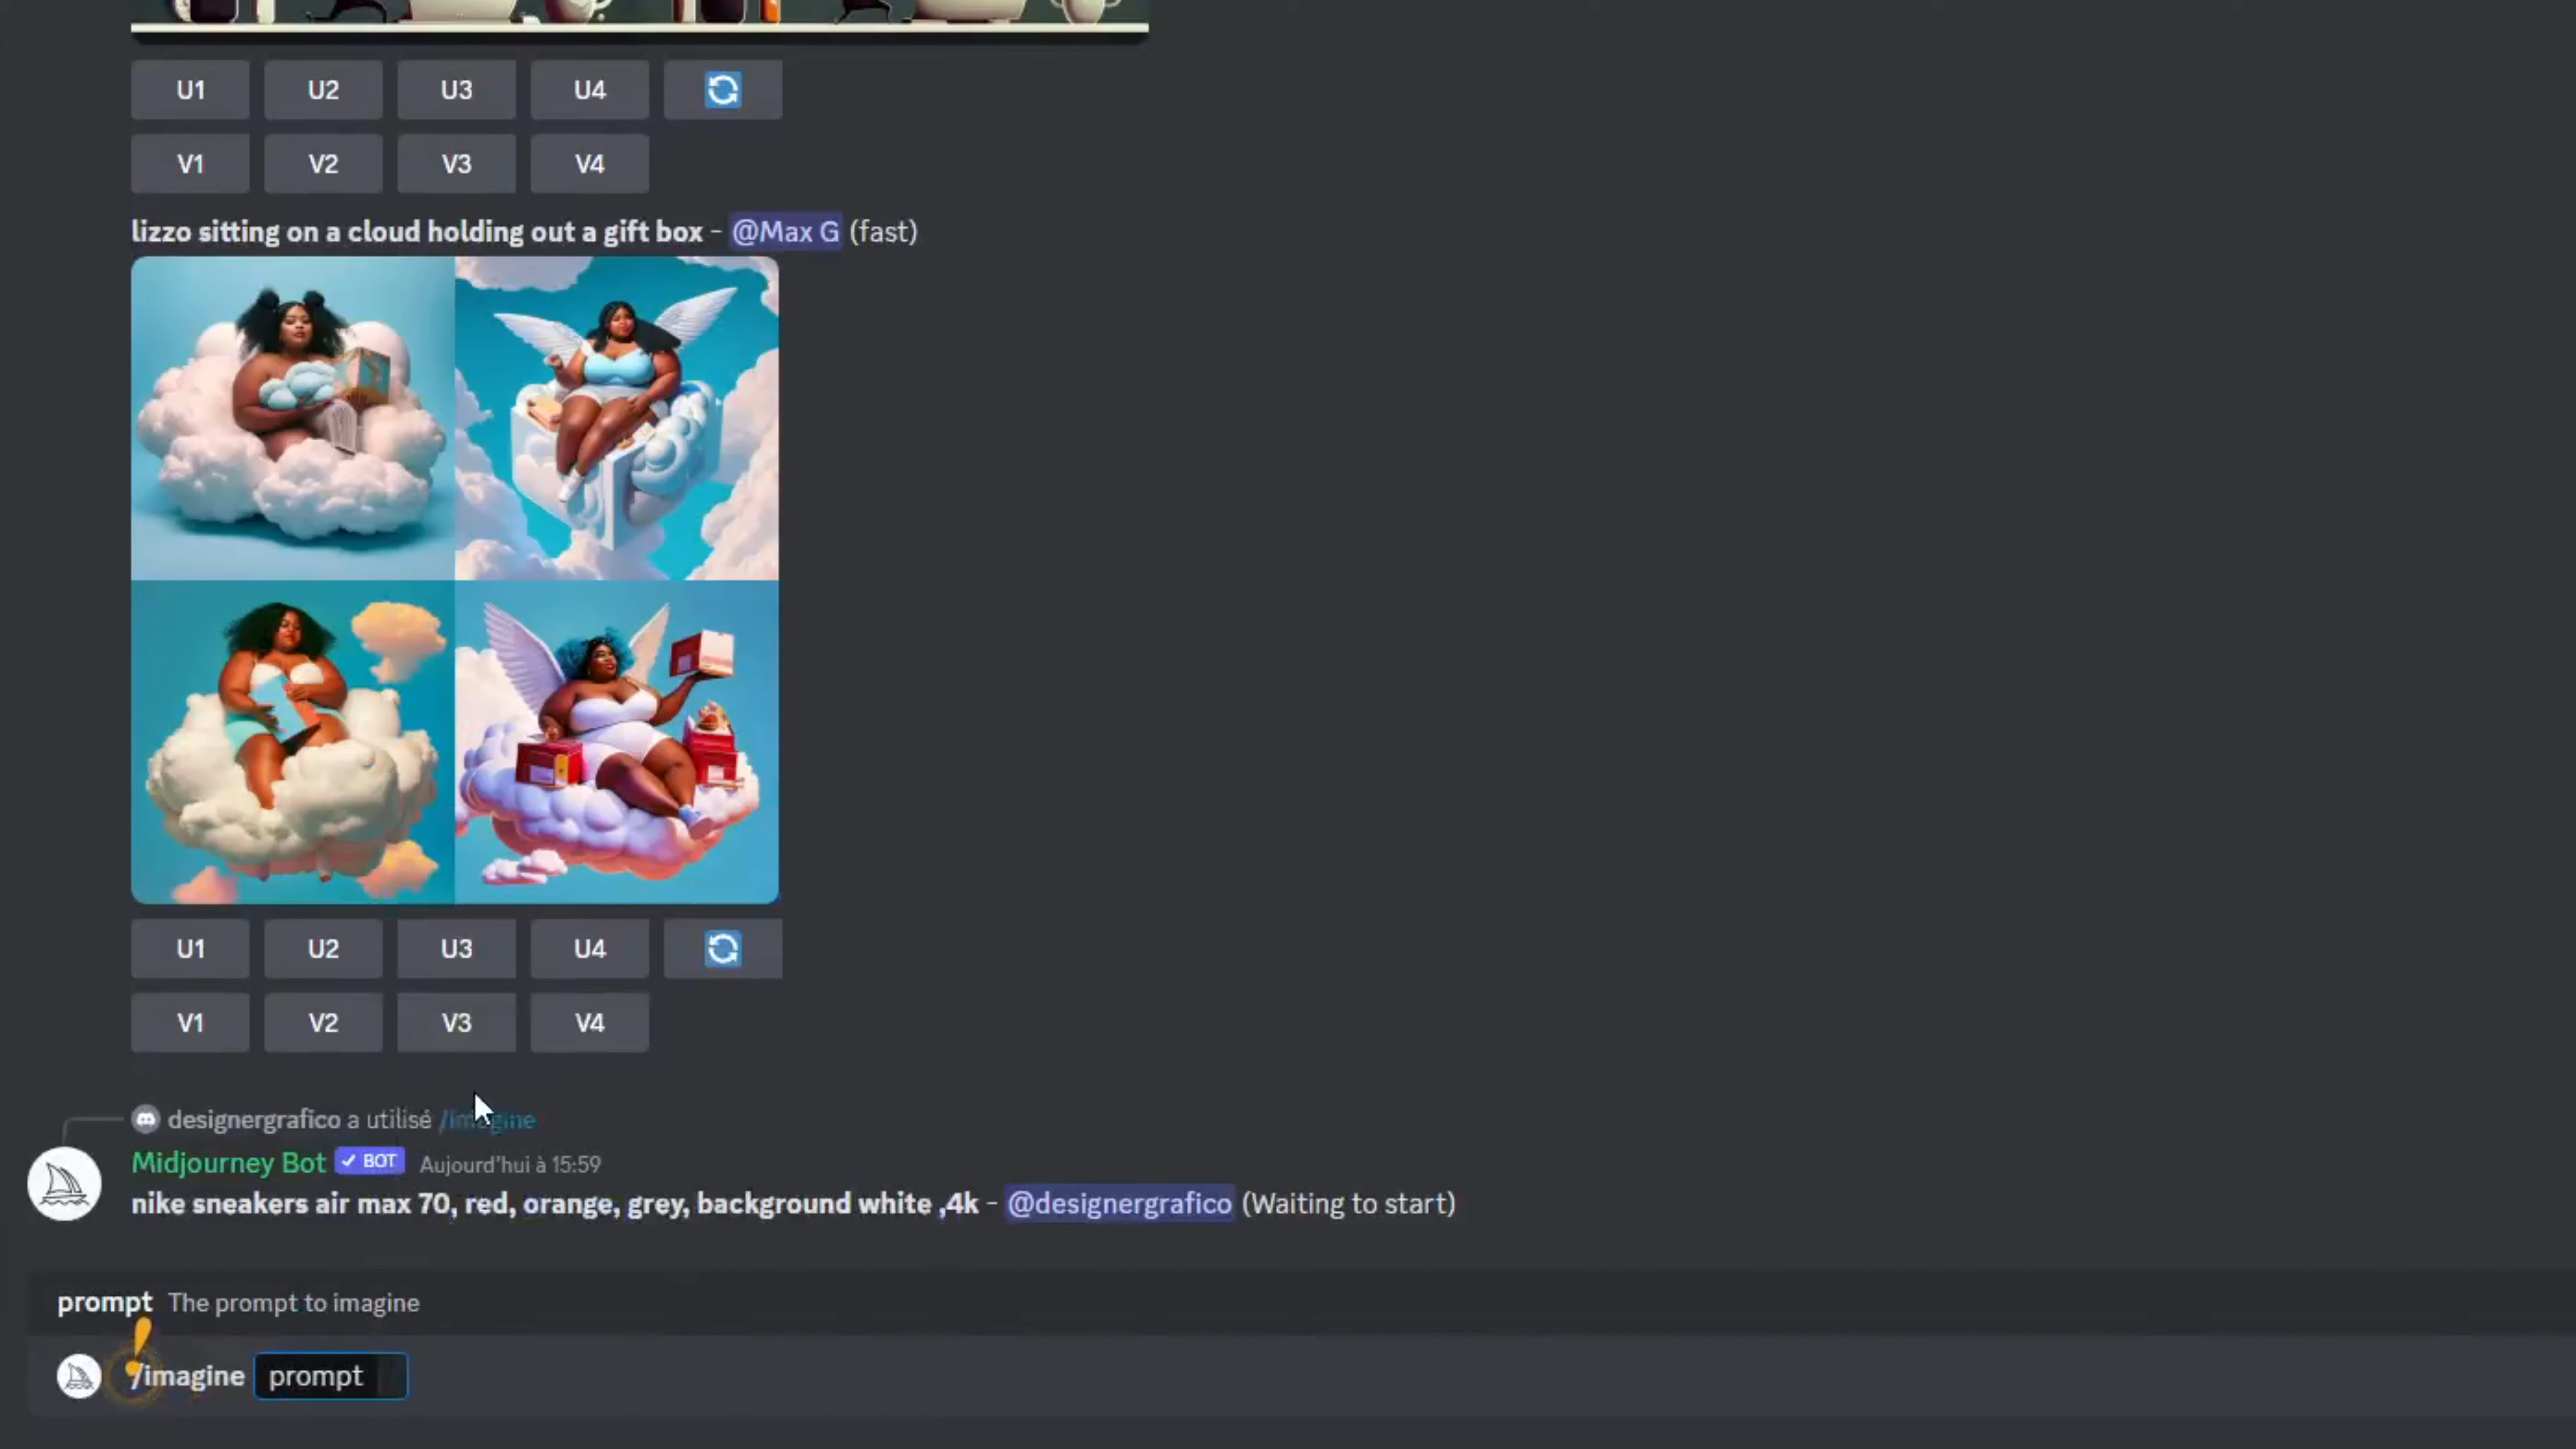 U1 U2 U3 U4
V1 V2 V3 V4
lizzo sitting on a cloud holding out a gift box - @Max G (fast)
U1 U2 U3 U4
V1 V2 V3 V4
designergrafico a utilisé /imagine
Midjourney Bot ✓ BOT Aujourd'hui à 15:59
nike sneakers air max 70, red, orange, grey, background white ,4k - @designergrafico (Waiting to start)
prompt The prompt to imagine
/imagine prompt